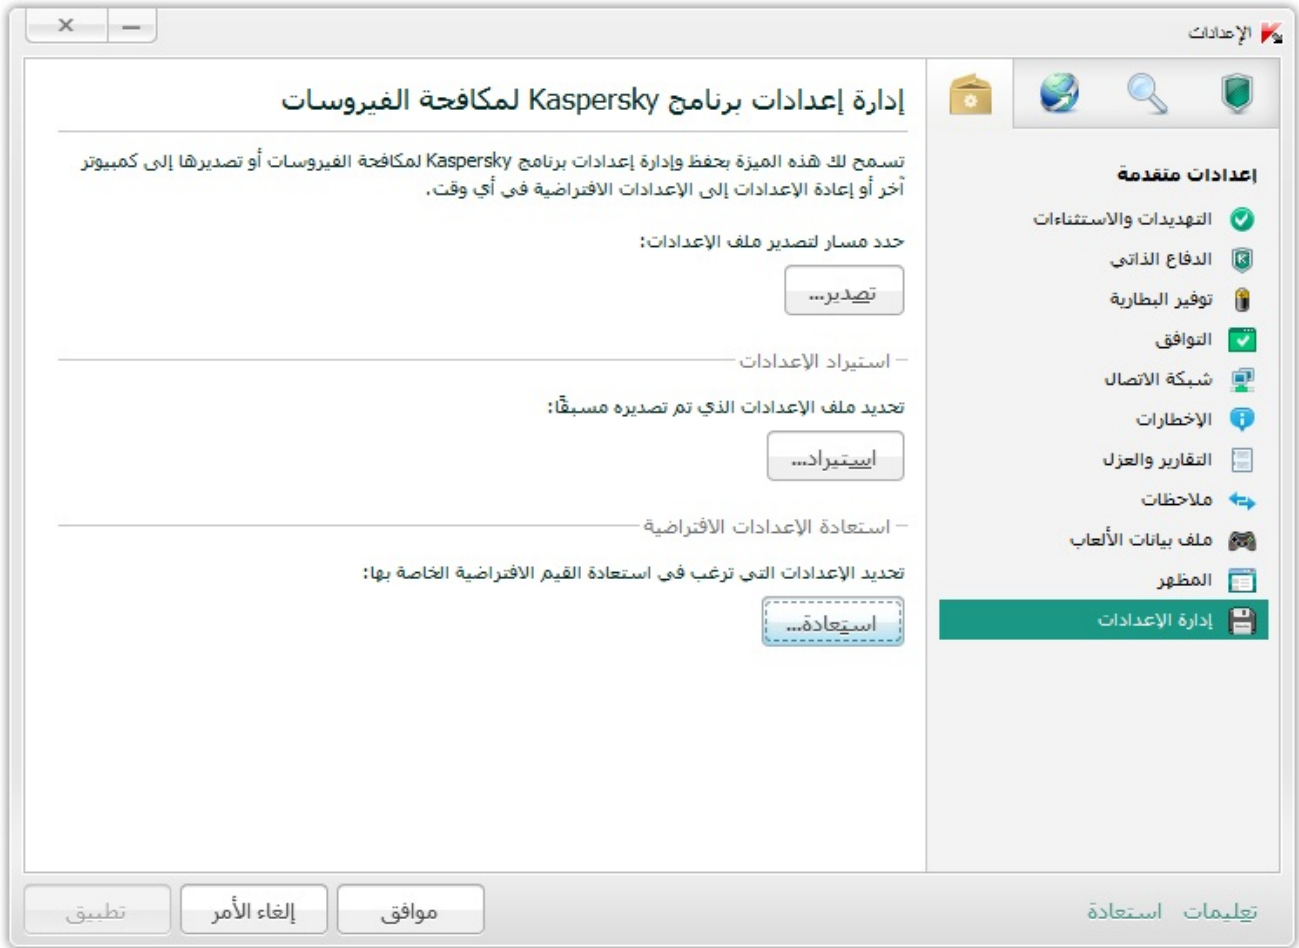 الإعدادات
إعدادات متقدمة
التهديدات والاستثناءات
الدفاع الذاتي
توفير البطارية
التوافق
شبكة الاتصال
الإخطارات
التقارير والعزل
ملاحظات
ملف بيانات الألعاب
المظهر
إدارة الإعدادات
إدارة إعدادات برنامج Kaspersky لمكافحة الفيروسات
تسمح لك هذه الميزة بحفظ وإدارة إعدادات برنامج Kaspersky لمكافحة الفيروسات أو تصديرها إلى كمبيوتر
آخر أو إعادة الإعدادات إلى الإعدادات الافتراضية في أي وقت.
حدد مسار لتصدير ملف الإعدادات:
تصدير...
استيراد الإعدادات
تحديد ملف الإعدادات الذي تم تصديره مسبقًا:
استيراد...
استعادة الإعدادات الافتراضية
تحديد الإعدادات التي ترغب في استعادة القيم الافتراضية الخاصة بها:
استعادة...
تعليمات استعادة
موافق
إلغاء الأمر
تطبيق